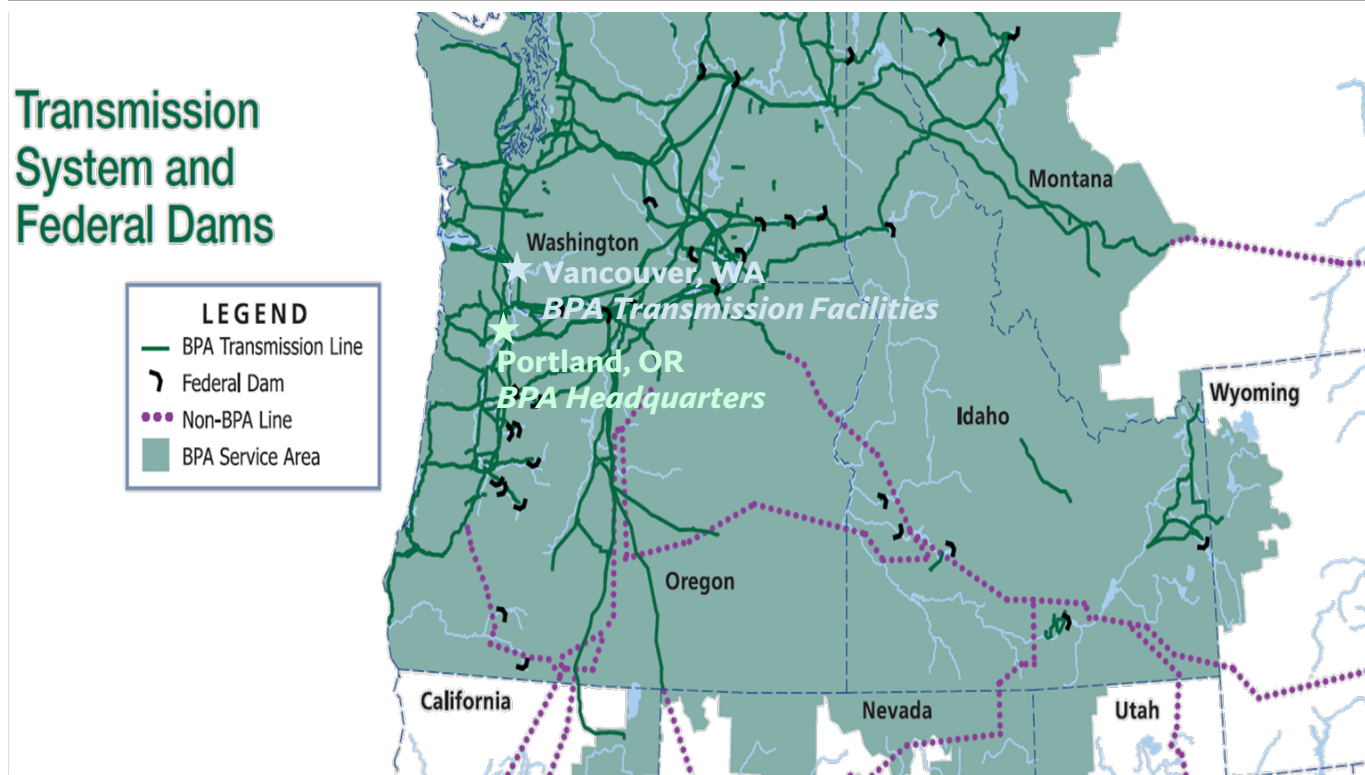 Transmission
System and
Federal Dams
LEGEND
BPA Transmission Line
Federal Dam
Non-BPA Line
BPA Service Area
Montana
Washington
Vancouver, WA
BPA Transmission Facilities
Portland, OR
BPA Headquarters
Wyoming
Idaho
Oregon
California
Nevada
Utah